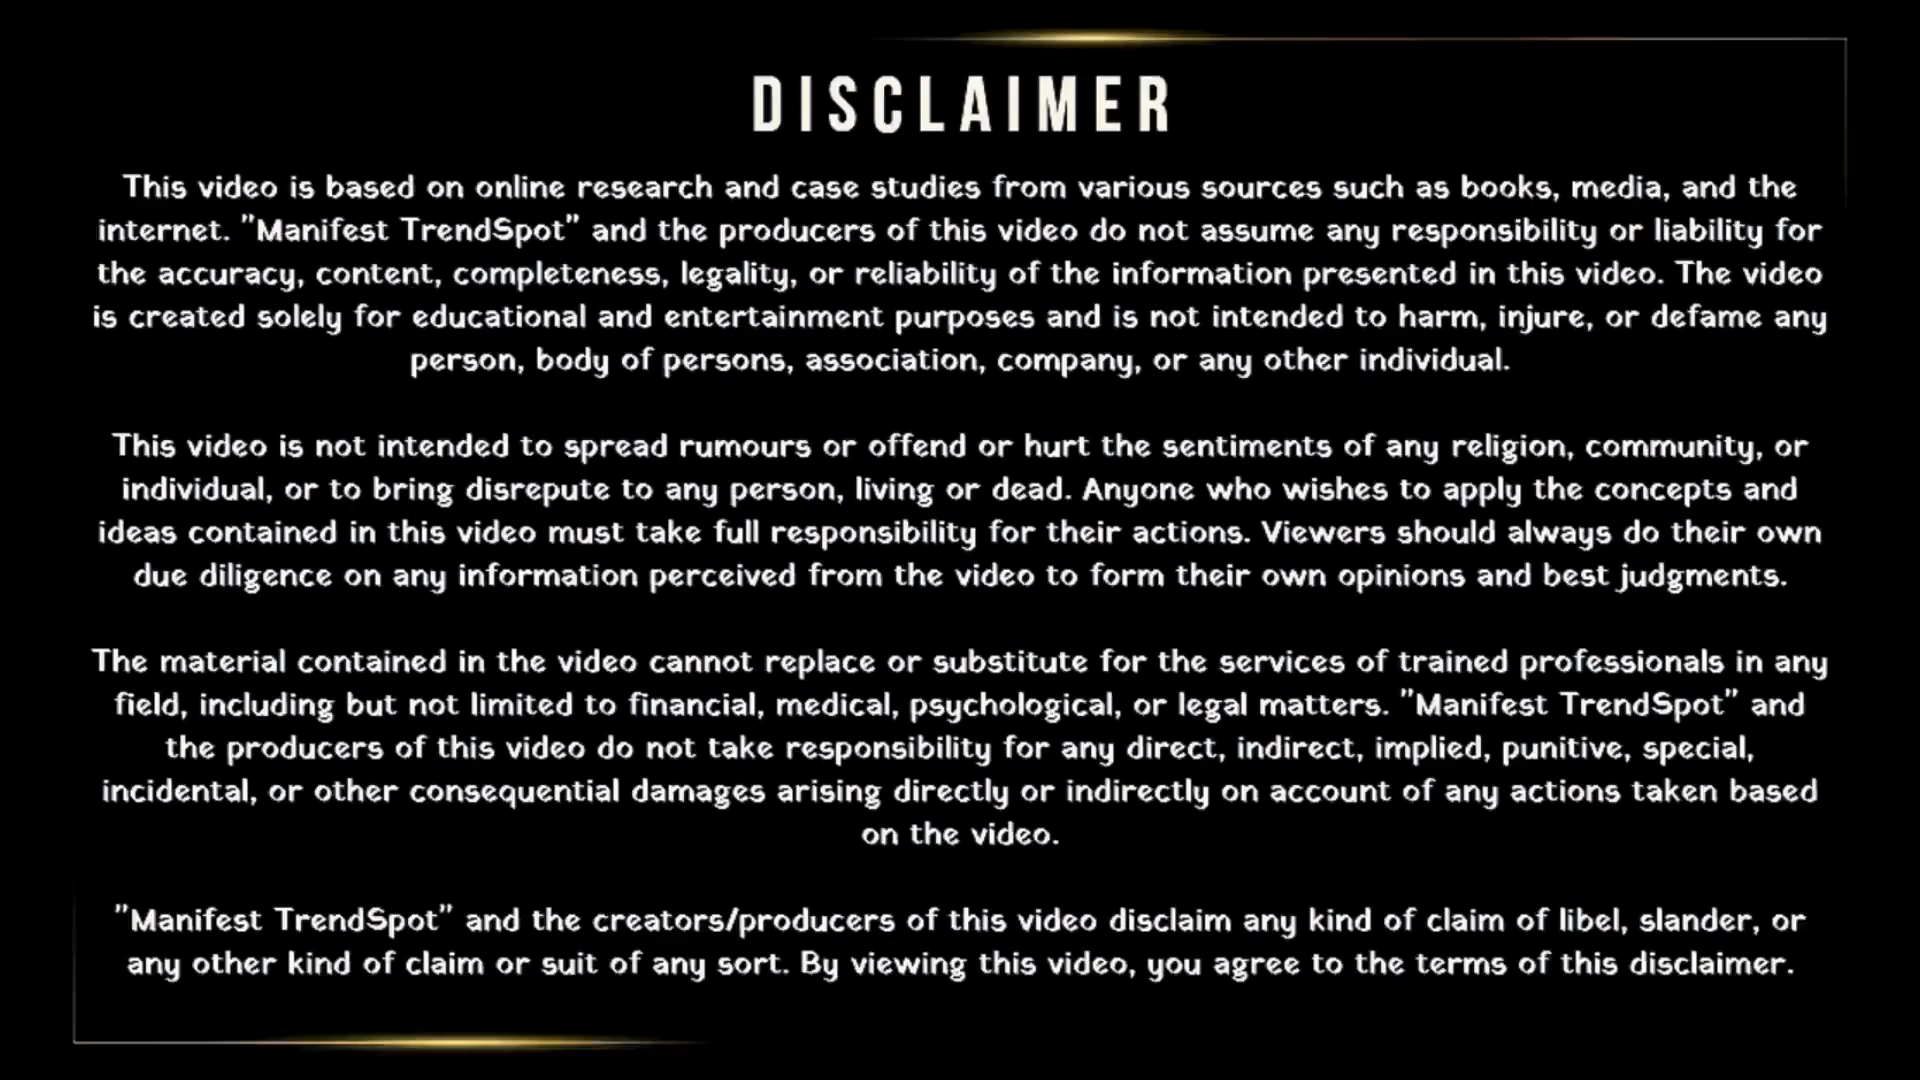 DISCLAIMER
This video is based on online research and case studies from various sources such as books, media, and the
internet. "Manifest TrendSpot" and the producers of this video do not assume any responsibility or liability for
the accuracy, content, completeness, legality, or reliability of the information presented in this video. The video
is created solely for educational and entertainment purposes and is not intended to harm, injure, or defame any
person, body of persons, association, company, or any other individual.
This video is not intended to spread rumours or offend or hurt the sentiments of any religion, community, or
individual, or to bring disrepute to any person, living or dead. Anyone who wishes to apply the concepts and
ideas contained in this video must take full responsibility for their actions. Viewers should always do their own
due diligence on any information perceived from the video to form their own opinions and best judgments.
The material contained in the video cannot replace or substitute for the services of trained professionals in any
field, including but not limited to financial, medical, psychological, or legal matters. "Manifest TrendSpot" and
the producers of this video do not take responsibility for any direct, indirect, implied, punitive, special,
incidental, or other consequential damages arising directly or indirectly on account of any actions taken based
on the video.
"Manifest TrendSpot" and the creators/producers of this video disclaim any kind of claim of libel, slander, or
any other kind of claim or suit of any sort. By viewing this video, you agree to the terms of this disclaimer.